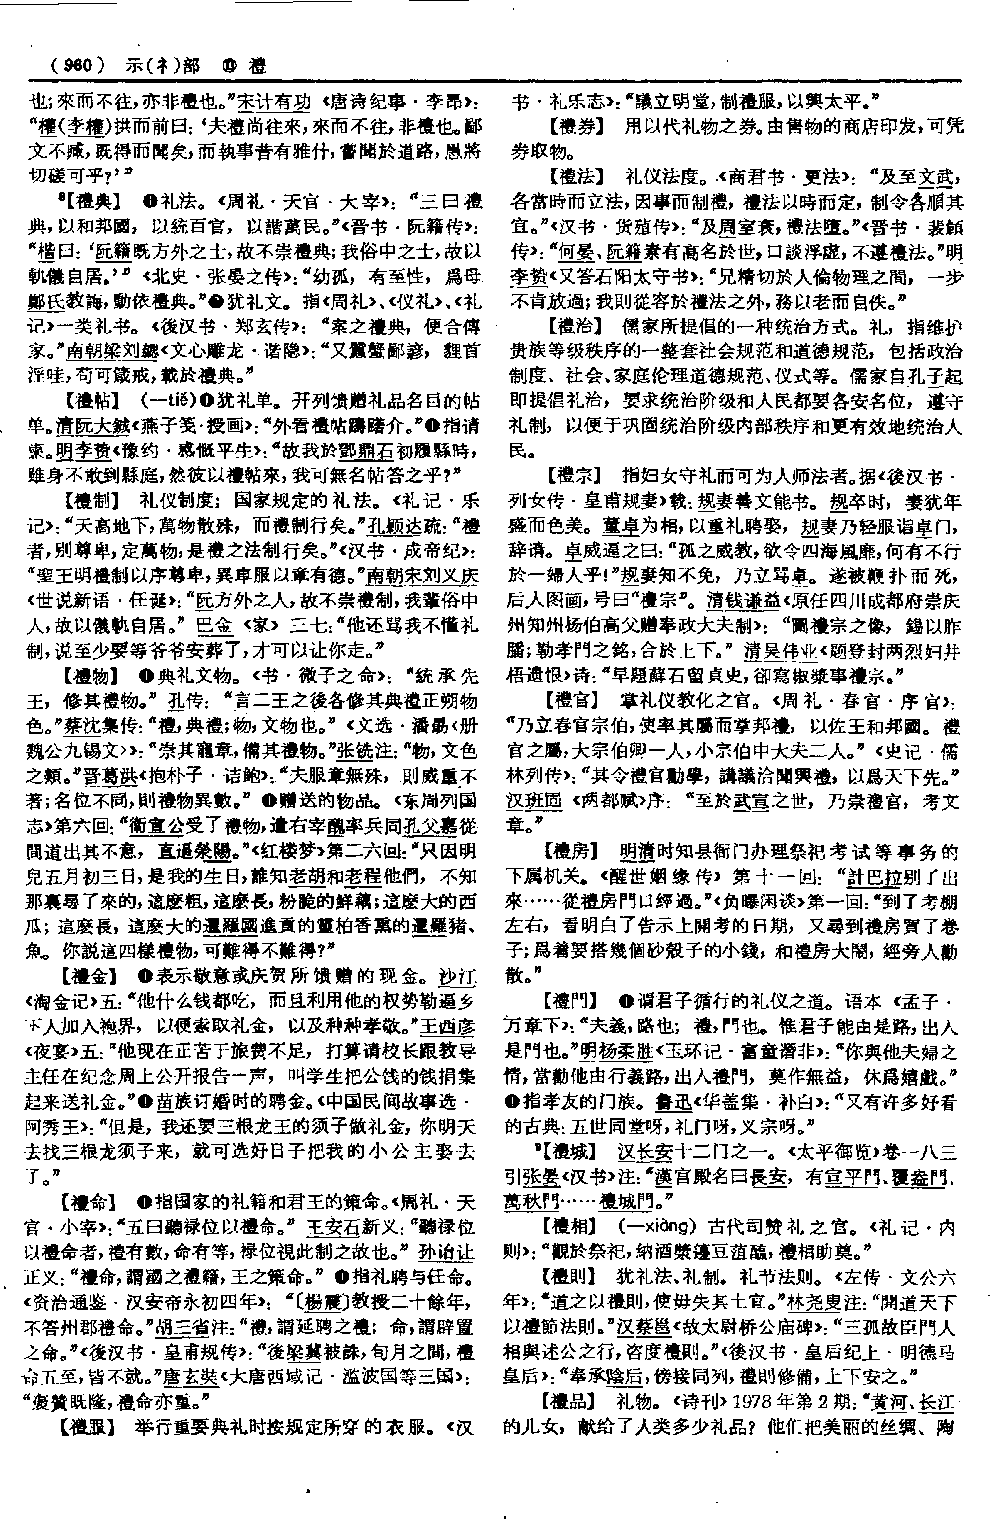 (960) 示(礻)部 ⑬ 禮
也；來而不往，亦非禮也。”宋计有功《唐诗纪事·李昂》：
“權(李權)拱而前曰：‘夫禮尚往來，來而不往，非禮也。鄙
文不臧，既得而聞矣，而執事昔有雅什，嘗聞於道路，愚將
切磋可乎？’”
【禮典】 ❶礼法。《周礼·天官·大宰》：“三曰禮
典，以和邦國，以統百官，以諧萬民。”《晋书·阮籍传》：
“楷曰：‘阮籍既方外之士，故不崇禮典；我俗中之士，故以
軌儀自居。’”《北史·张晏之传》：“幼孤，有至性，爲母
鄭氏教誨，動依禮典。”❷犹礼文。指《周礼》、《仪礼》、《礼
记》一类礼书。《後汉书·郑玄传》：“案之禮典，便合傳
家。”南朝梁刘勰《文心雕龙·谐隐》：“又蠶蟹鄙諺，貍首
淫哇，苟可箴戒，載於禮典。”
【禮帖】 (—tiě)❶犹礼单。开列馈赠礼品名目的帖
单。清阮大鋮《燕子笺·授画》：“外看禮帖躊躇介。”❷指请
柬。明李贽《豫约·感慨平生》：“故我於鄧鼎石初履縣時，
雖身不敢到縣庭，然彼以禮帖來，我可無名帖答之乎？”
【禮制】 礼仪制度；国家规定的礼法。《礼记·乐
记》：“天高地下，萬物散殊，而禮制行矣。”孔颖达疏：“禮
者，别尊卑，定萬物，是禮之法制行矣。”《汉书·成帝纪》：
“聖王明禮制以序尊卑，異車服以章有德。”南朝宋刘义庆
《世说新语·任诞》：“阮方外之人，故不崇禮制，我輩俗中
人，故以儀軌自居。”巴金《家》三七：“他还骂我不懂礼
制，说至少要等爷爷安葬了，才可以让你走。”
【禮物】 ❶典礼文物。《书·微子之命》：“統承先
王，修其禮物。”孔传：“言二王之後各修其典禮正朔物
色。”蔡沈集传：“禮，典禮；物，文物也。”《文选·潘勗〈册
魏公九锡文〉》：“崇其寵章，備其禮物。”张铣注：“物，文色
之類。”晋葛洪《抱朴子·诘鲍》：“夫服章無殊，則威重不
著；名位不同，則禮物異數。”❷赠送的物品。《东周列国
志》第六回：“衛宣公受了禮物，遣右宰醜率兵同孔父嘉從
間道出其不意，直逼滎陽。”《红楼梦》第二六回：“只因明
兒五月初三日，是我的生日，誰知老胡和老程他們，不知
那裏尋了來的，這麽粗，這麽長，粉脆的鮮藕；這麽大的西
瓜；這麽長，這麽大的暹羅國進貢的靈柏香熏的暹羅猪、
魚。你說這四樣禮物，可難得不難得？”
【禮金】 ❶表示敬意或庆贺所馈赠的现金。沙汀
《淘金记》五：“他什么钱都吃，而且利用他的权势勒逼乡
下人加入袍界，以便索取礼金，以及种种孝敬。”王西彦
《夜宴》五：“他现在正苦于旅费不足，打算请校长跟教导
主任在纪念周上公开报告一声，叫学生把公饯的钱捐集
起来送礼金。”❷苗族订婚时的聘金。《中国民间故事选·
阿秀王》：“但是，我还要三根龙王的须子做礼金，你明天
去找三根龙须子来，就可选好日子把我的小公主娶去
了。”
【禮命】 ❶指国家的礼籍和君王的策命。《周礼·天
官·小宰》：“五曰聽禄位以禮命。”王安石新义：“聽禄位
以禮命者，禮有數，命有等，禄位視此制之故也。”孙诒让
正义：“禮命，謂國之禮籍，王之策命。”❷指礼聘与任命。
《资治通鉴·汉安帝永初四年》：“〔楊震〕教授二十餘年，
不答州郡禮命。”胡三省注：“禮，謂延聘之禮；命，謂辟置
之命。”《後汉书·皇甫规传》：“後梁冀被誅，旬月之間，禮
命五至，皆不就。”唐玄奘《大唐西域记·滥波国等三国》：
“褒贊既隆，禮命亦重。”
【禮服】 举行重要典礼时按规定所穿的衣服。《汉
书·礼乐志》：“議立明堂，制禮服，以興太平。”
【禮券】 用以代礼物之券。由售物的商店印发，可凭
券取物。
【禮法】 礼仪法度。《商君书·更法》：“及至文武，
各當時而立法，因事而制禮，禮法以時而定，制令各順其
宜。”《汉书·货殖传》：“及周室衰，禮法墮。”《晋书·裴頠
传》：“何晏、阮籍素有高名於世，口談浮虚，不遵禮法。”明
李贽《又答石阳太守书》：“兄精切於人倫物理之間，一步
不肯放過；我則從容於禮法之外，務以老而自佚。”
【禮治】 儒家所提倡的一种统治方式。礼，指维护
贵族等级秩序的一整套社会规范和道德规范，包括政治
制度、社会、家庭伦理道德规范、仪式等。儒家自孔子起
即提倡礼治，要求统治阶级和人民都要各安名位，遵守
礼制，以便于巩固统治阶级内部秩序和更有效地统治人
民。
【禮宗】 指妇女守礼而可为人师法者。据《後汉书·
列女传·皇甫规妻》载：规妻善文能书。规卒时，妻犹年
盛而色美。董卓为相，以重礼聘娶，规妻乃轻服诣卓门，
辞请。卓威逼之曰：“孤之威教，欲令四海風靡，何有不行
於一婦人乎！”规妻知不免，乃立骂卓。遂被鞭扑而死，
后人图画，号曰“禮宗”。清钱谦益《原任四川成都府崇庆
州知州杨伯高父赠奉政大夫制》：“圖禮宗之像，錫以胙
膰；勒孝門之銘，合於上下。”清吴伟业《题登封两烈妇井
梧遗恨》诗：“早題蘚石留貞史，卻寫椒漿事禮宗。”
【禮官】 掌礼仪教化之官。《周礼·春官·序官》：
“乃立春官宗伯，使率其屬而掌邦禮，以佐王和邦國。禮
官之屬，大宗伯卿一人，小宗伯中大夫二人。”《史记·儒
林列传》：“其令禮官勸學，講議洽聞興禮，以爲天下先。”
汉班固《两都赋》序：“至於武宣之世，乃崇禮官，考文
章。”
【禮房】 明清时知县衙门办理祭祀考试等事务的
下属机关。《醒世姻缘传》第十一回：“計巴拉别了出
來……從禮房門口經過。”《负曝闲谈》第一回：“到了考棚
左右，看明白了告示上開考的日期，又尋到禮房買了卷
子；爲着要搭幾個砂殼子的小錢，和禮房大鬧，經旁人勸
散。”
【禮門】 ❶谓君子循行的礼仪之道。语本《孟子·
万章下》：“夫義，路也；禮，門也。惟君子能由是路，出入
是門也。”明杨柔胜《玉环记·富童潛非》：“你與他夫婦之
情，當勸他由行義路，出入禮門，莫作無益，休爲嬉戲。”
❷指孝友的门族。鲁迅《华盖集·补白》：“又有许多好看
的古典：五世同堂呀，礼门呀，义宗呀。”
【禮城】 汉长安十二门之一。《太平御览》卷一八三
引张晏《汉书》注：“漢宫殿名曰長安，有宣平門、覆盎門、
萬秋門……禮城門。”
【禮相】 (—xiàng) 古代司赞礼之官。《礼记·内
则》：“觀於祭祀，納酒漿籩豆菹醢，禮相助奠。”
【禮則】 犹礼法、礼制。礼节法则。《左传·文公六
年》：“道之以禮則，使毋失其土宜。”林尧叟注：“開道天下
以禮節法則。”汉蔡邕《故太尉桥公庙碑》：“三孤故臣門人
相與述公之行，咨度禮則。”《後汉书·皇后纪上·明德马
皇后》：“奉承陰后，傍接同列，禮則修備，上下安之。”
【禮品】 礼物。《诗刊》1978年第2期：“黄河、长江
的儿女，献给了人类多少礼品？他们把美丽的丝绸、陶